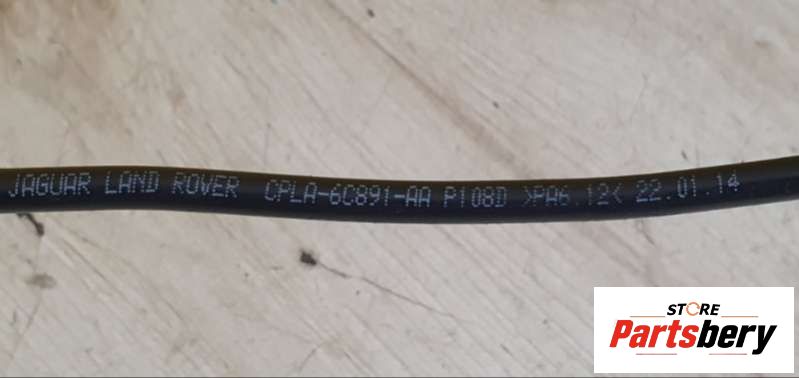 JAGUAR LAND ROVER CPLA-6C891-AA P108D >PA6.12< 22.01.14
STORE
Partsbery